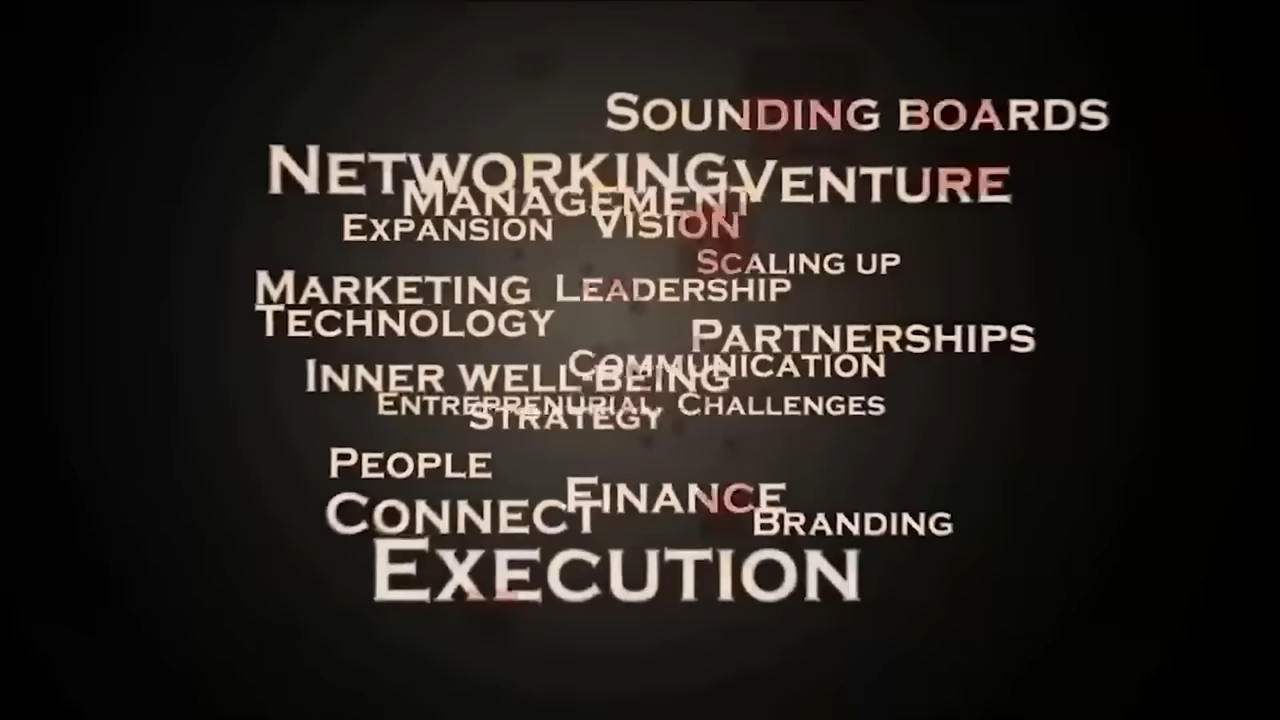 Sounding boards
Networking
Venture
Management
Expansion
Vision
Scaling up
Marketing
Leadership
Technology
Partnerships
Communication
Inner well-being
Entreprenurial Challenges
Strategy
People
Finance
Connect
Branding
Execution